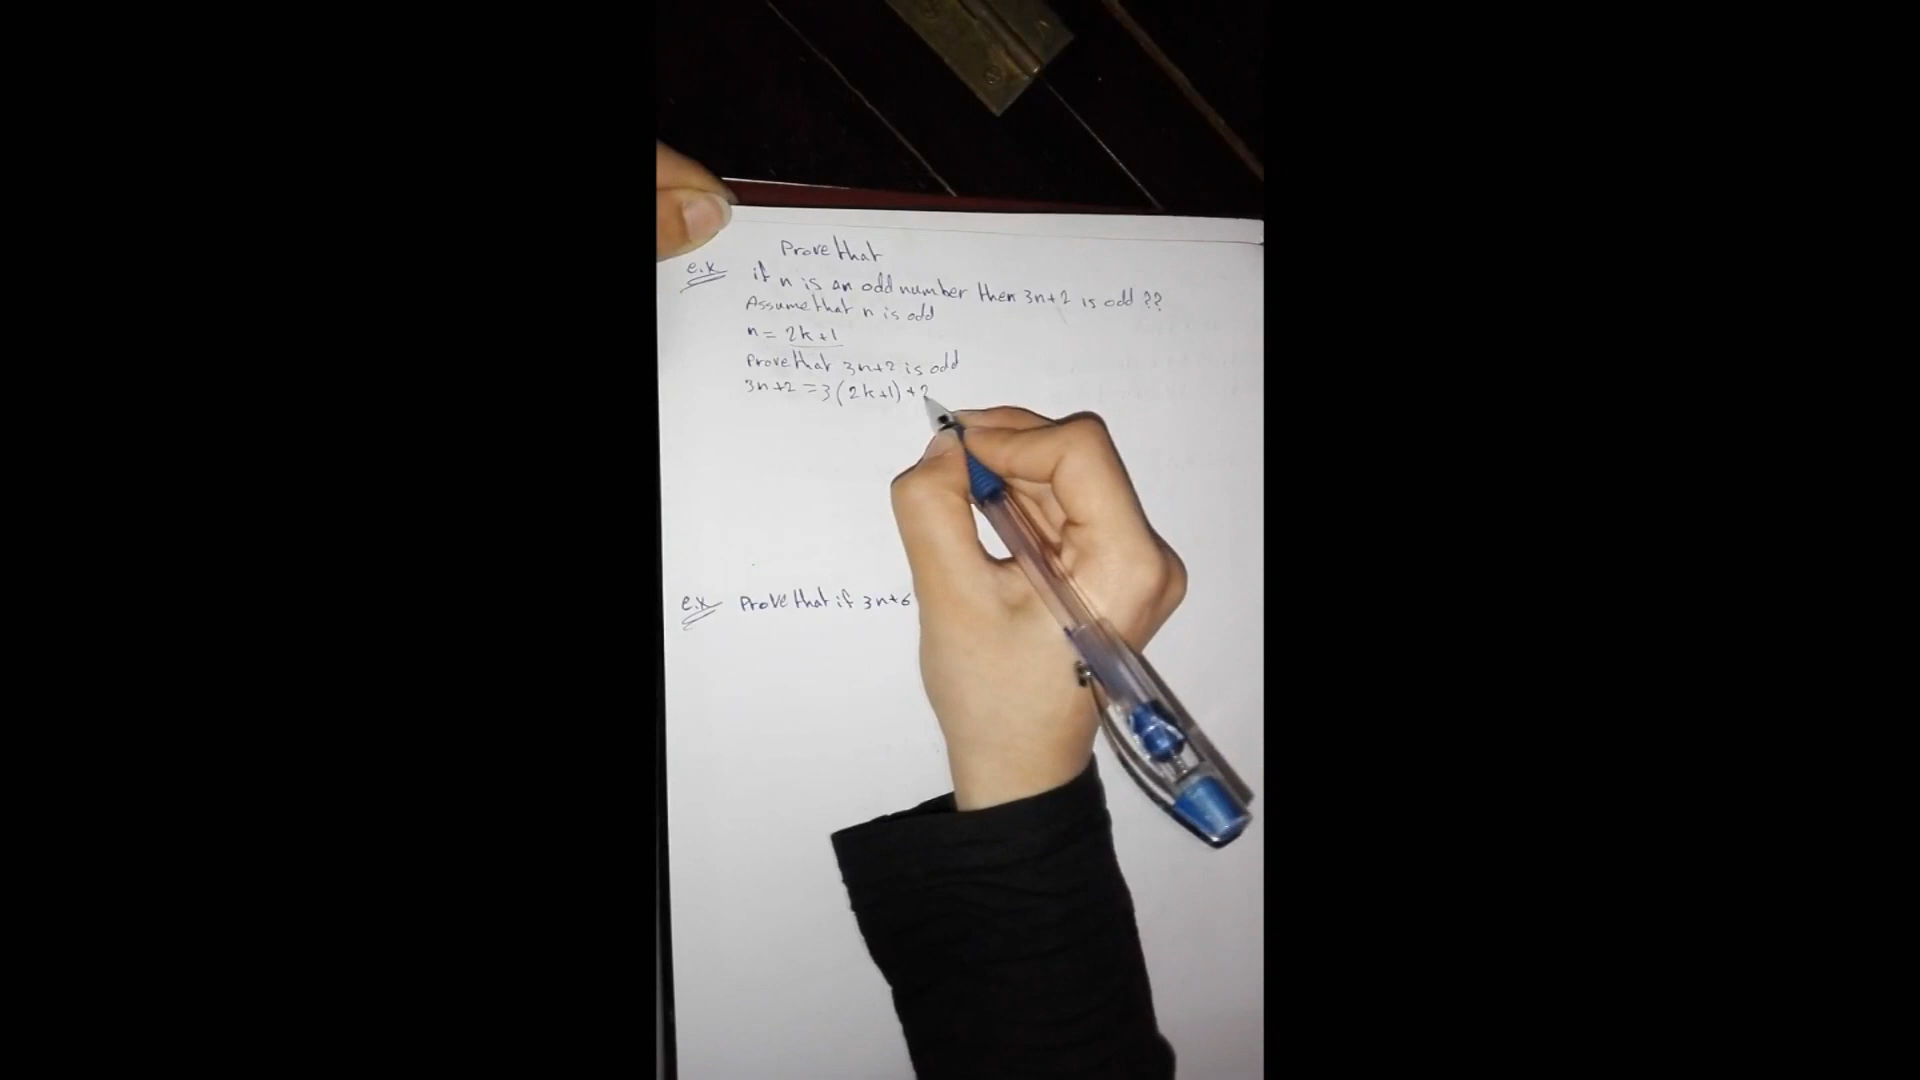 Prove that
e.x if n is an odd number then 3n+2 is odd ??
Assume that n is odd
n = 2k+1
Prove that 3n+2 is odd
3n+2 = 3(2k+1)+2
e.x Prove that if 3n+6